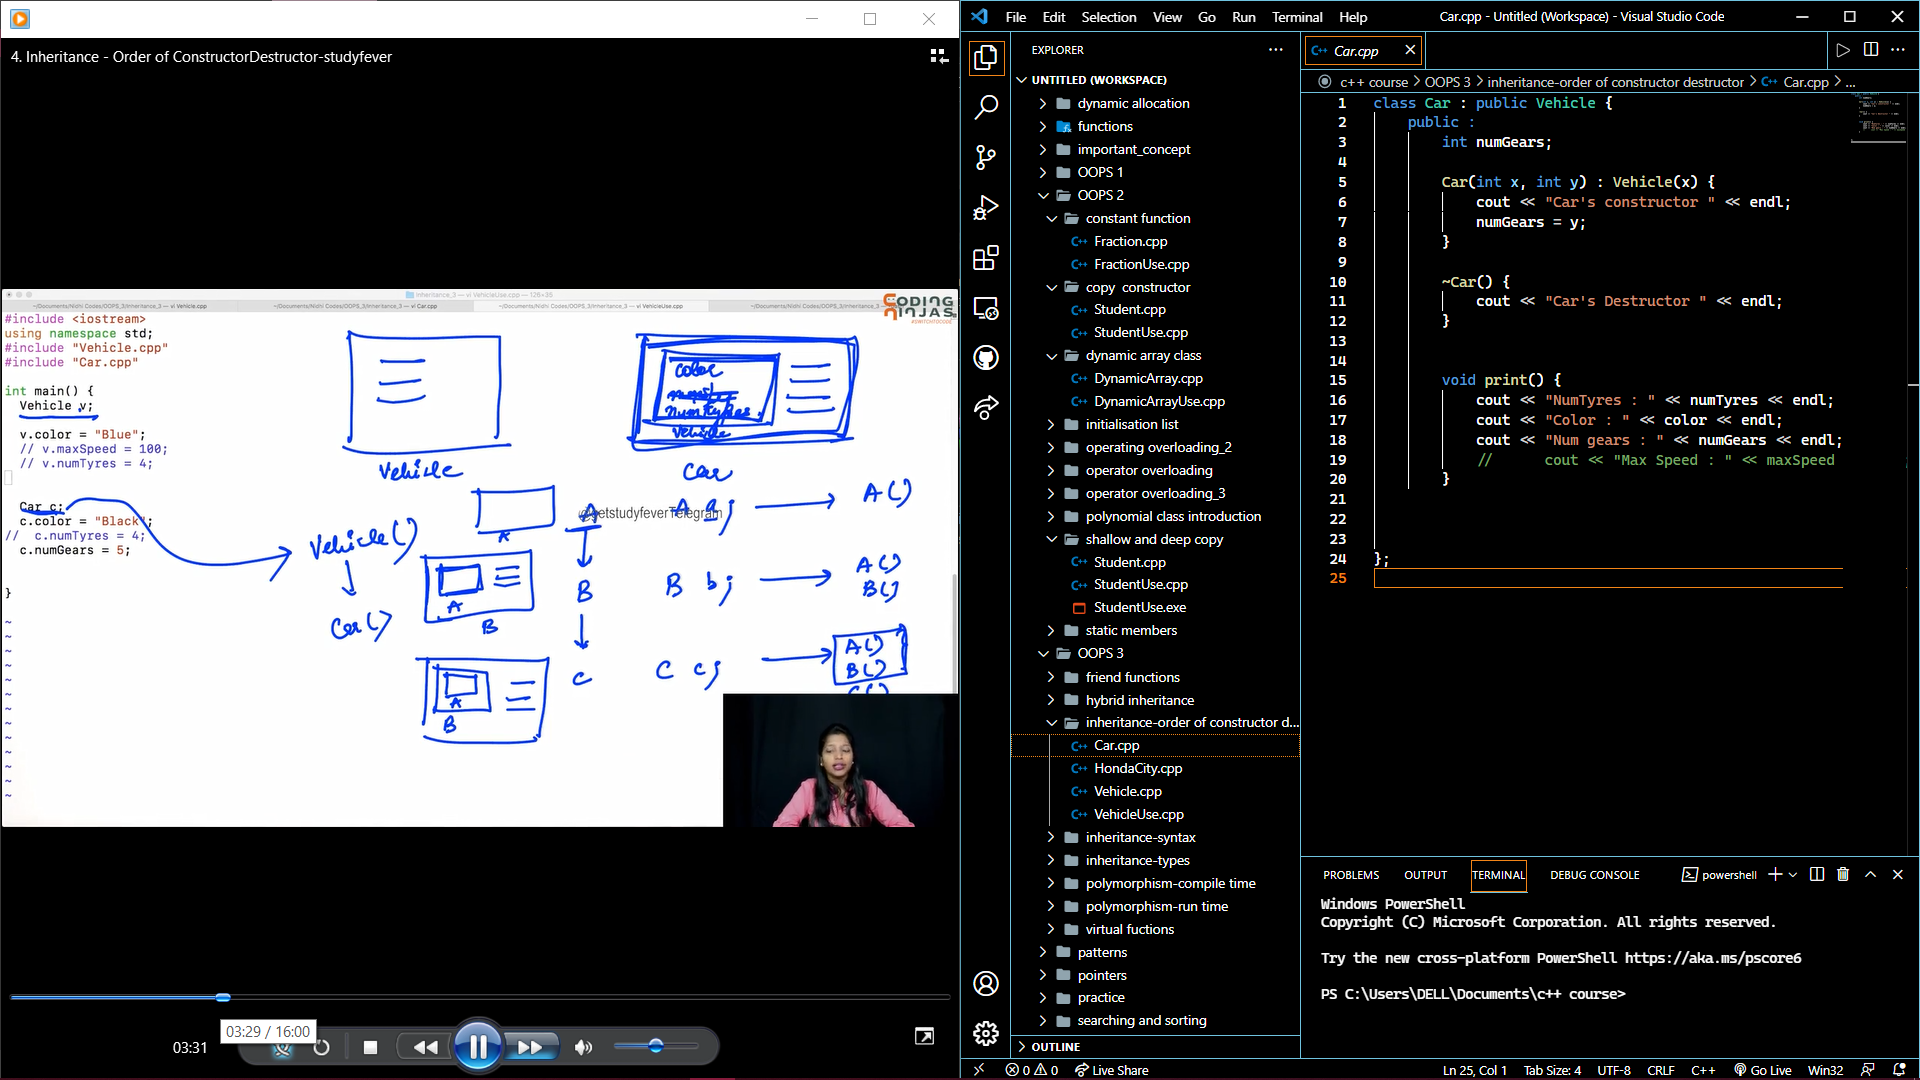 4. Inheritance - Order of ConstructorDestructor-studyfever
CODING NINJAS
#include <iostream>
using namespace std;
#include "Vehicle.cpp"
#include "Car.cpp"
int main() {
Vehicle v;
v.color = "Blue";
// v.maxSpeed = 100;
// v.numTyres = 4;
Car c;
c.color = "Black";
// c.numTyres = 4;
c.numGears = 5;
}
Vehicle
color
numTyres
Vehicle
Car
@getstudyfeverTelegram
Vehicle()
Car()
A
A
B
A
B
A
B
C
A a;
A()
B b;
A()
B()
C c;
A()
B()
C()
03:29 / 16:00
03:31
File Edit Selection View Go Run Terminal Help
Car.cpp - Untitled (Workspace) - Visual Studio Code
EXPLORER
UNTITLED (WORKSPACE)
dynamic allocation
functions
important_concept
OOPS 1
OOPS 2
constant function
Fraction.cpp
FractionUse.cpp
copy constructor
Student.cpp
StudentUse.cpp
dynamic array class
DynamicArray.cpp
DynamicArrayUse.cpp
initialisation list
operating overloading_2
operator overloading
operator overloading_3
polynomial class introduction
shallow and deep copy
Student.cpp
StudentUse.cpp
StudentUse.exe
static members
OOPS 3
friend functions
hybrid inheritance
inheritance-order of constructor d...
Car.cpp
HondaCity.cpp
Vehicle.cpp
VehicleUse.cpp
inheritance-syntax
inheritance-types
polymorphism-compile time
polymorphism-run time
virtual fuctions
patterns
pointers
practice
searching and sorting
OUTLINE
Car.cpp
c++ course > OOPS 3 > inheritance-order of constructor destructor > Car.cpp > ...
1 class Car : public Vehicle {
2 public :
3 int numGears;
4
5 Car(int x, int y) : Vehicle(x) {
6 cout << "Car's constructor " << endl;
7 numGears = y;
8 }
9
10 ~Car() {
11 cout << "Car's Destructor " << endl;
12 }
13
14
15 void print() {
16 cout << "NumTyres : " << numTyres << endl;
17 cout << "Color : " << color << endl;
18 cout << "Num gears : " << numGears << endl;
19 // cout << "Max Speed : " << maxSpeed
20 }
21
22
23
24 };
25
PROBLEMS OUTPUT TERMINAL DEBUG CONSOLE
powershell
Windows PowerShell
Copyright (C) Microsoft Corporation. All rights reserved.
Try the new cross-platform PowerShell https://aka.ms/pscore6
PS C:\Users\DELL\Documents\c++ course>
0 0 Live Share
Ln 25, Col 1 Tab Size: 4 UTF-8 CRLF C++ Go Live Win32